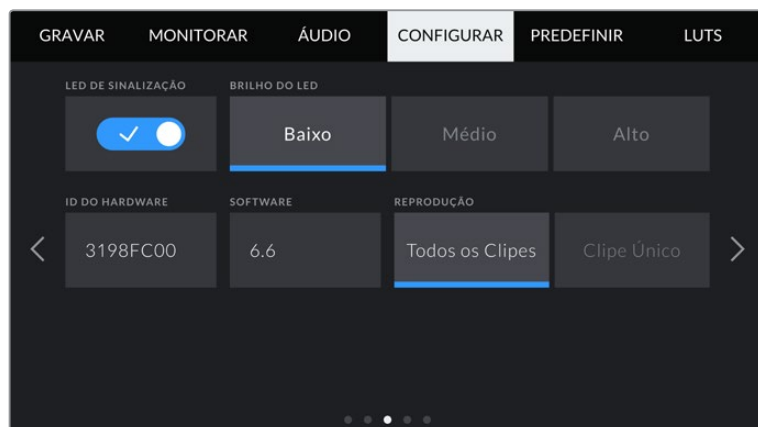 GRAVAR MONITORAR ÁUDIO CONFIGURAR PREDEFINIR LUTS
LED DE SINALIZAÇÃO BRILHO DO LED
Baixo Médio Alto
ID DO HARDWARE SOFTWARE REPRODUÇÃO
3198FC00 6.6 Todos os Clipes Clipe Único